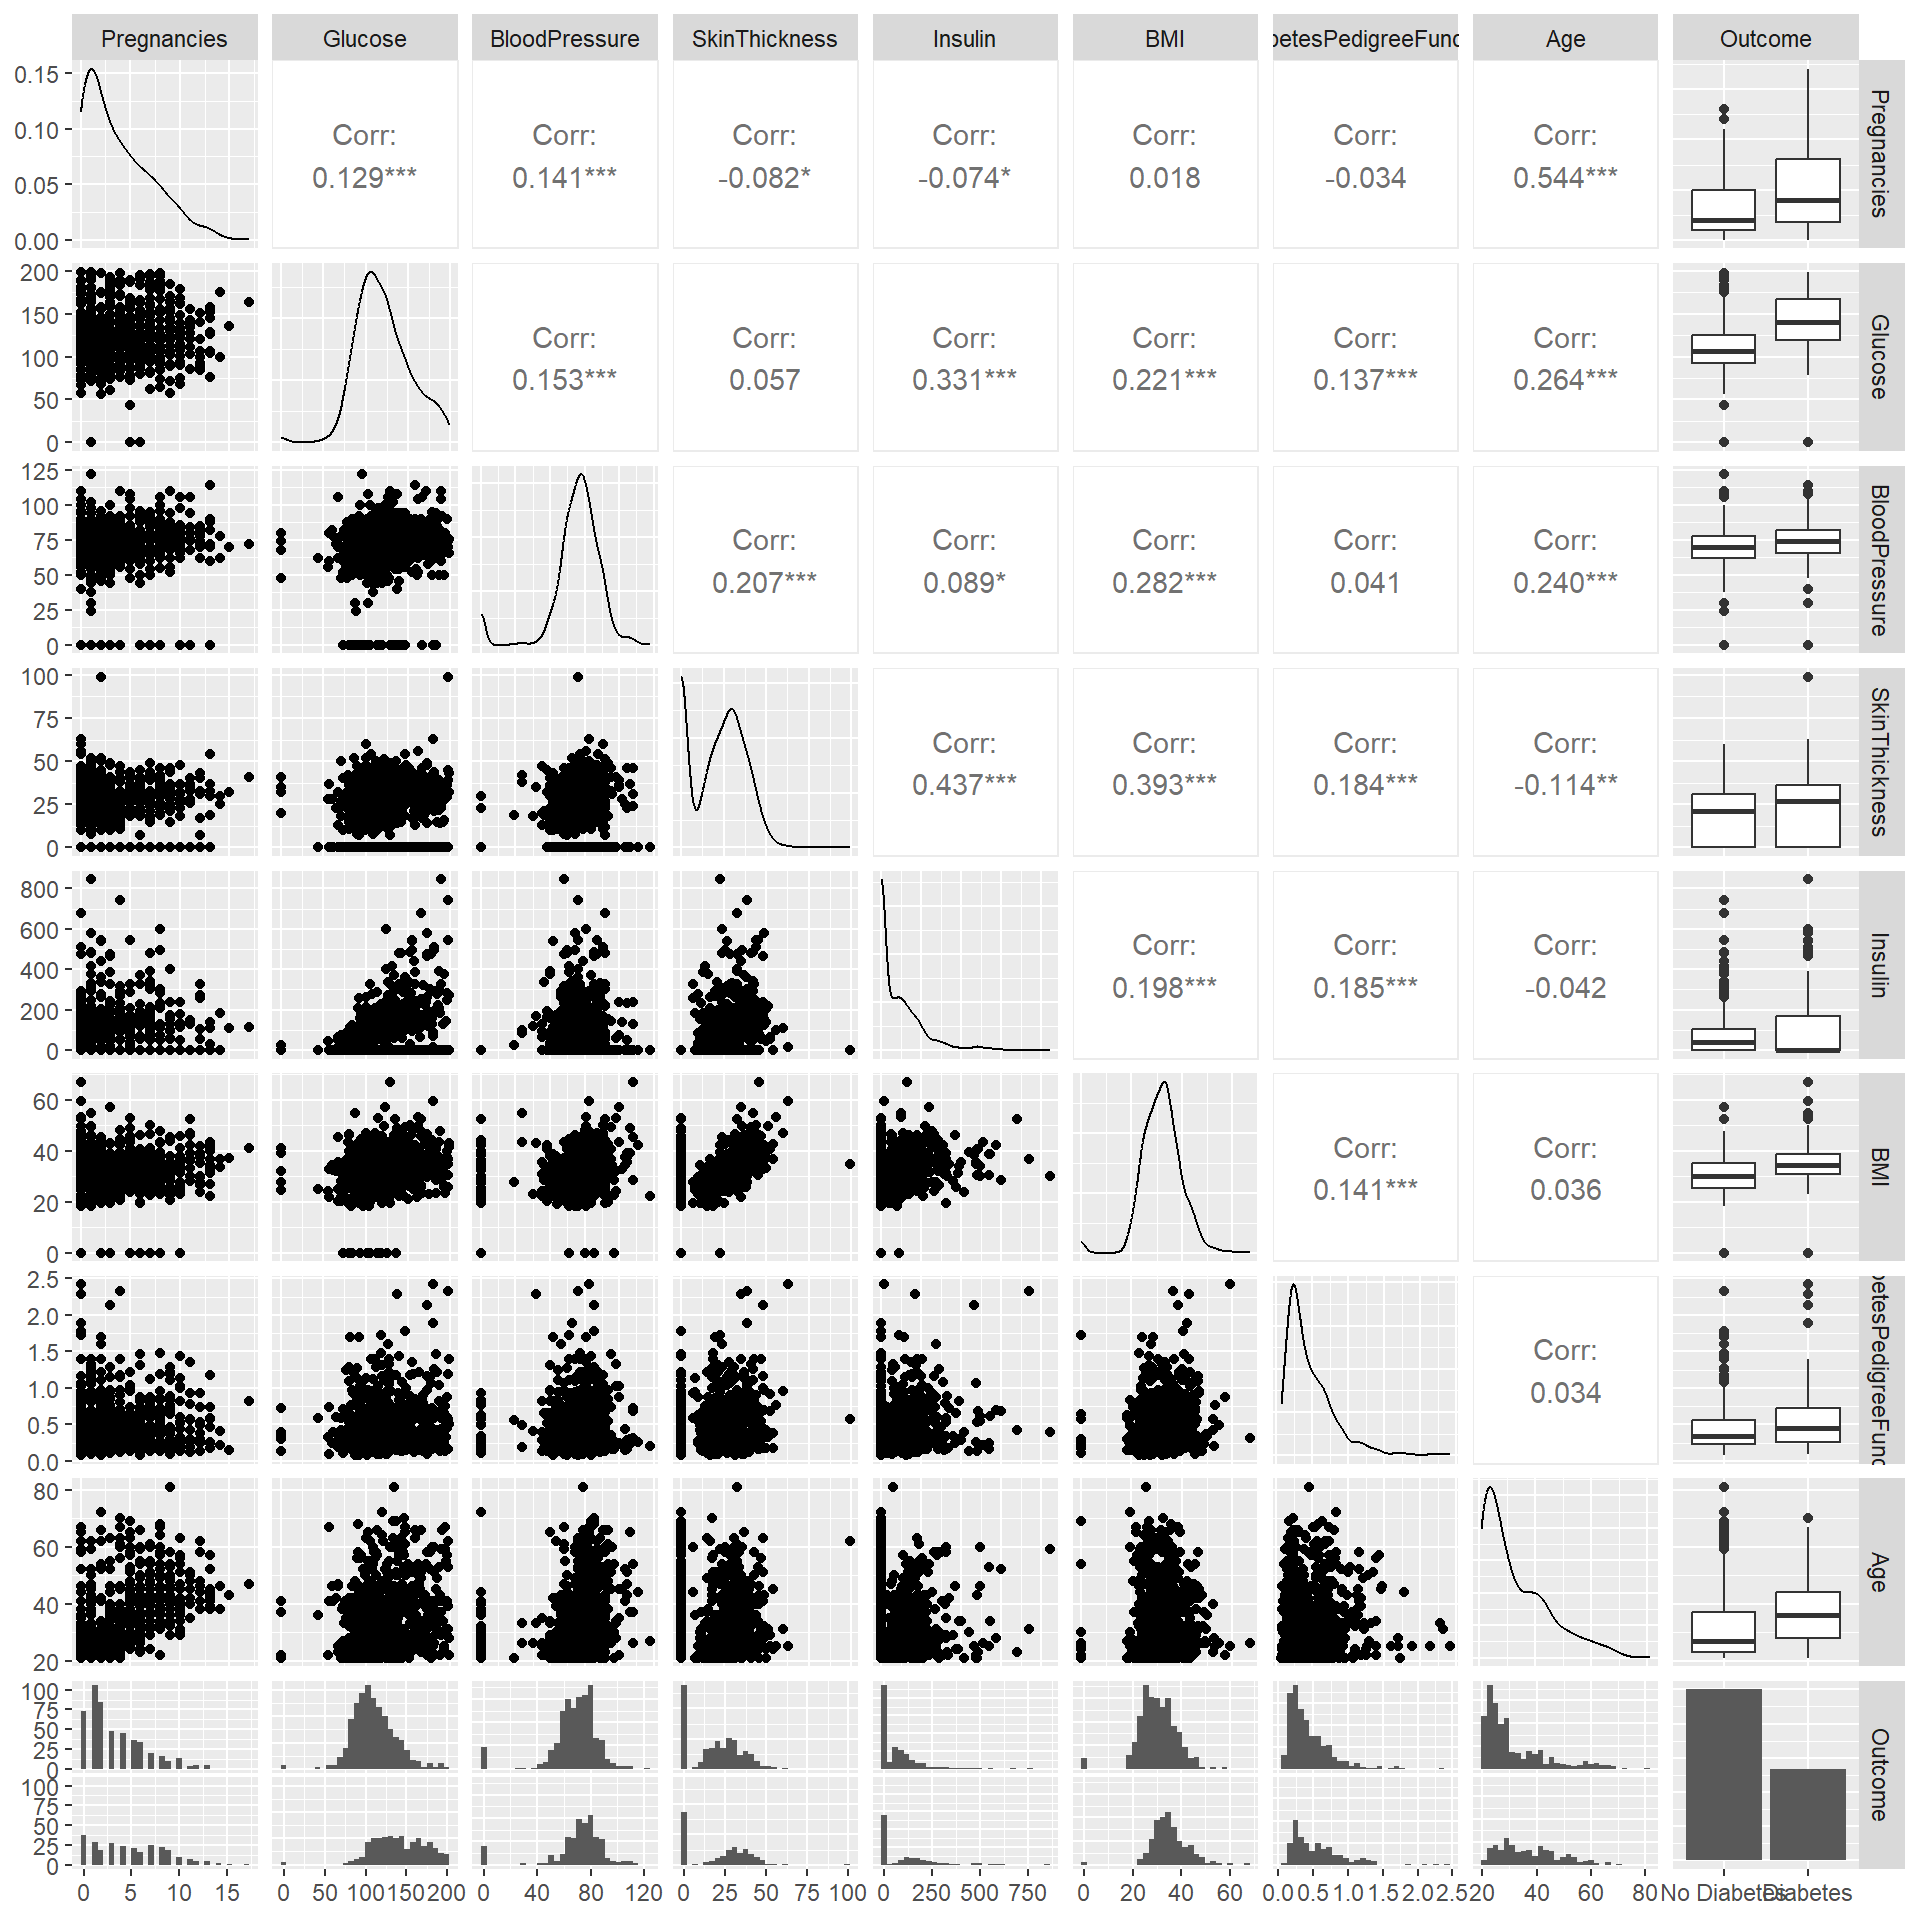 Pregnancies Glucose BloodPressure SkinThickness Insulin BMI betesPedigreeFunc Age Outcome
0.15
0.10
0.05
0.00
Corr:
0.129***
Corr:
0.141***
Corr:
-0.082*
Corr:
-0.074*
Corr:
0.018
Corr:
-0.034
Corr:
0.544***
Pregnancies
200
150
100
50
0
Corr:
0.153***
Corr:
0.057
Corr:
0.331***
Corr:
0.221***
Corr:
0.137***
Corr:
0.264***
Glucose
125
100
75
50
25
0
Corr:
0.207***
Corr:
0.089*
Corr:
0.282***
Corr:
0.041
Corr:
0.240***
BloodPressure
100
75
50
25
0
Corr:
0.437***
Corr:
0.393***
Corr:
0.184***
Corr:
-0.114**
SkinThickness
800
600
400
200
0
Corr:
0.198***
Corr:
0.185***
Corr:
-0.042
Insulin
60
40
20
0
Corr:
0.141***
Corr:
0.036
BMI
2.5
2.0
1.5
1.0
0.5
0.0
Corr:
0.034
betesPedigreeFunc
80
60
40
20
Age
100
75
50
25
0
100
75
50
25
0
Outcome
0 5 10 15
0 50 100 150 200
0 40 80 120
0 25 50 75 100
0 250 500 750
0 20 40 60
0.0 0.5 1.0 1.5 2.0 2.5
20 40 60 80
No Diabetes Diabetes